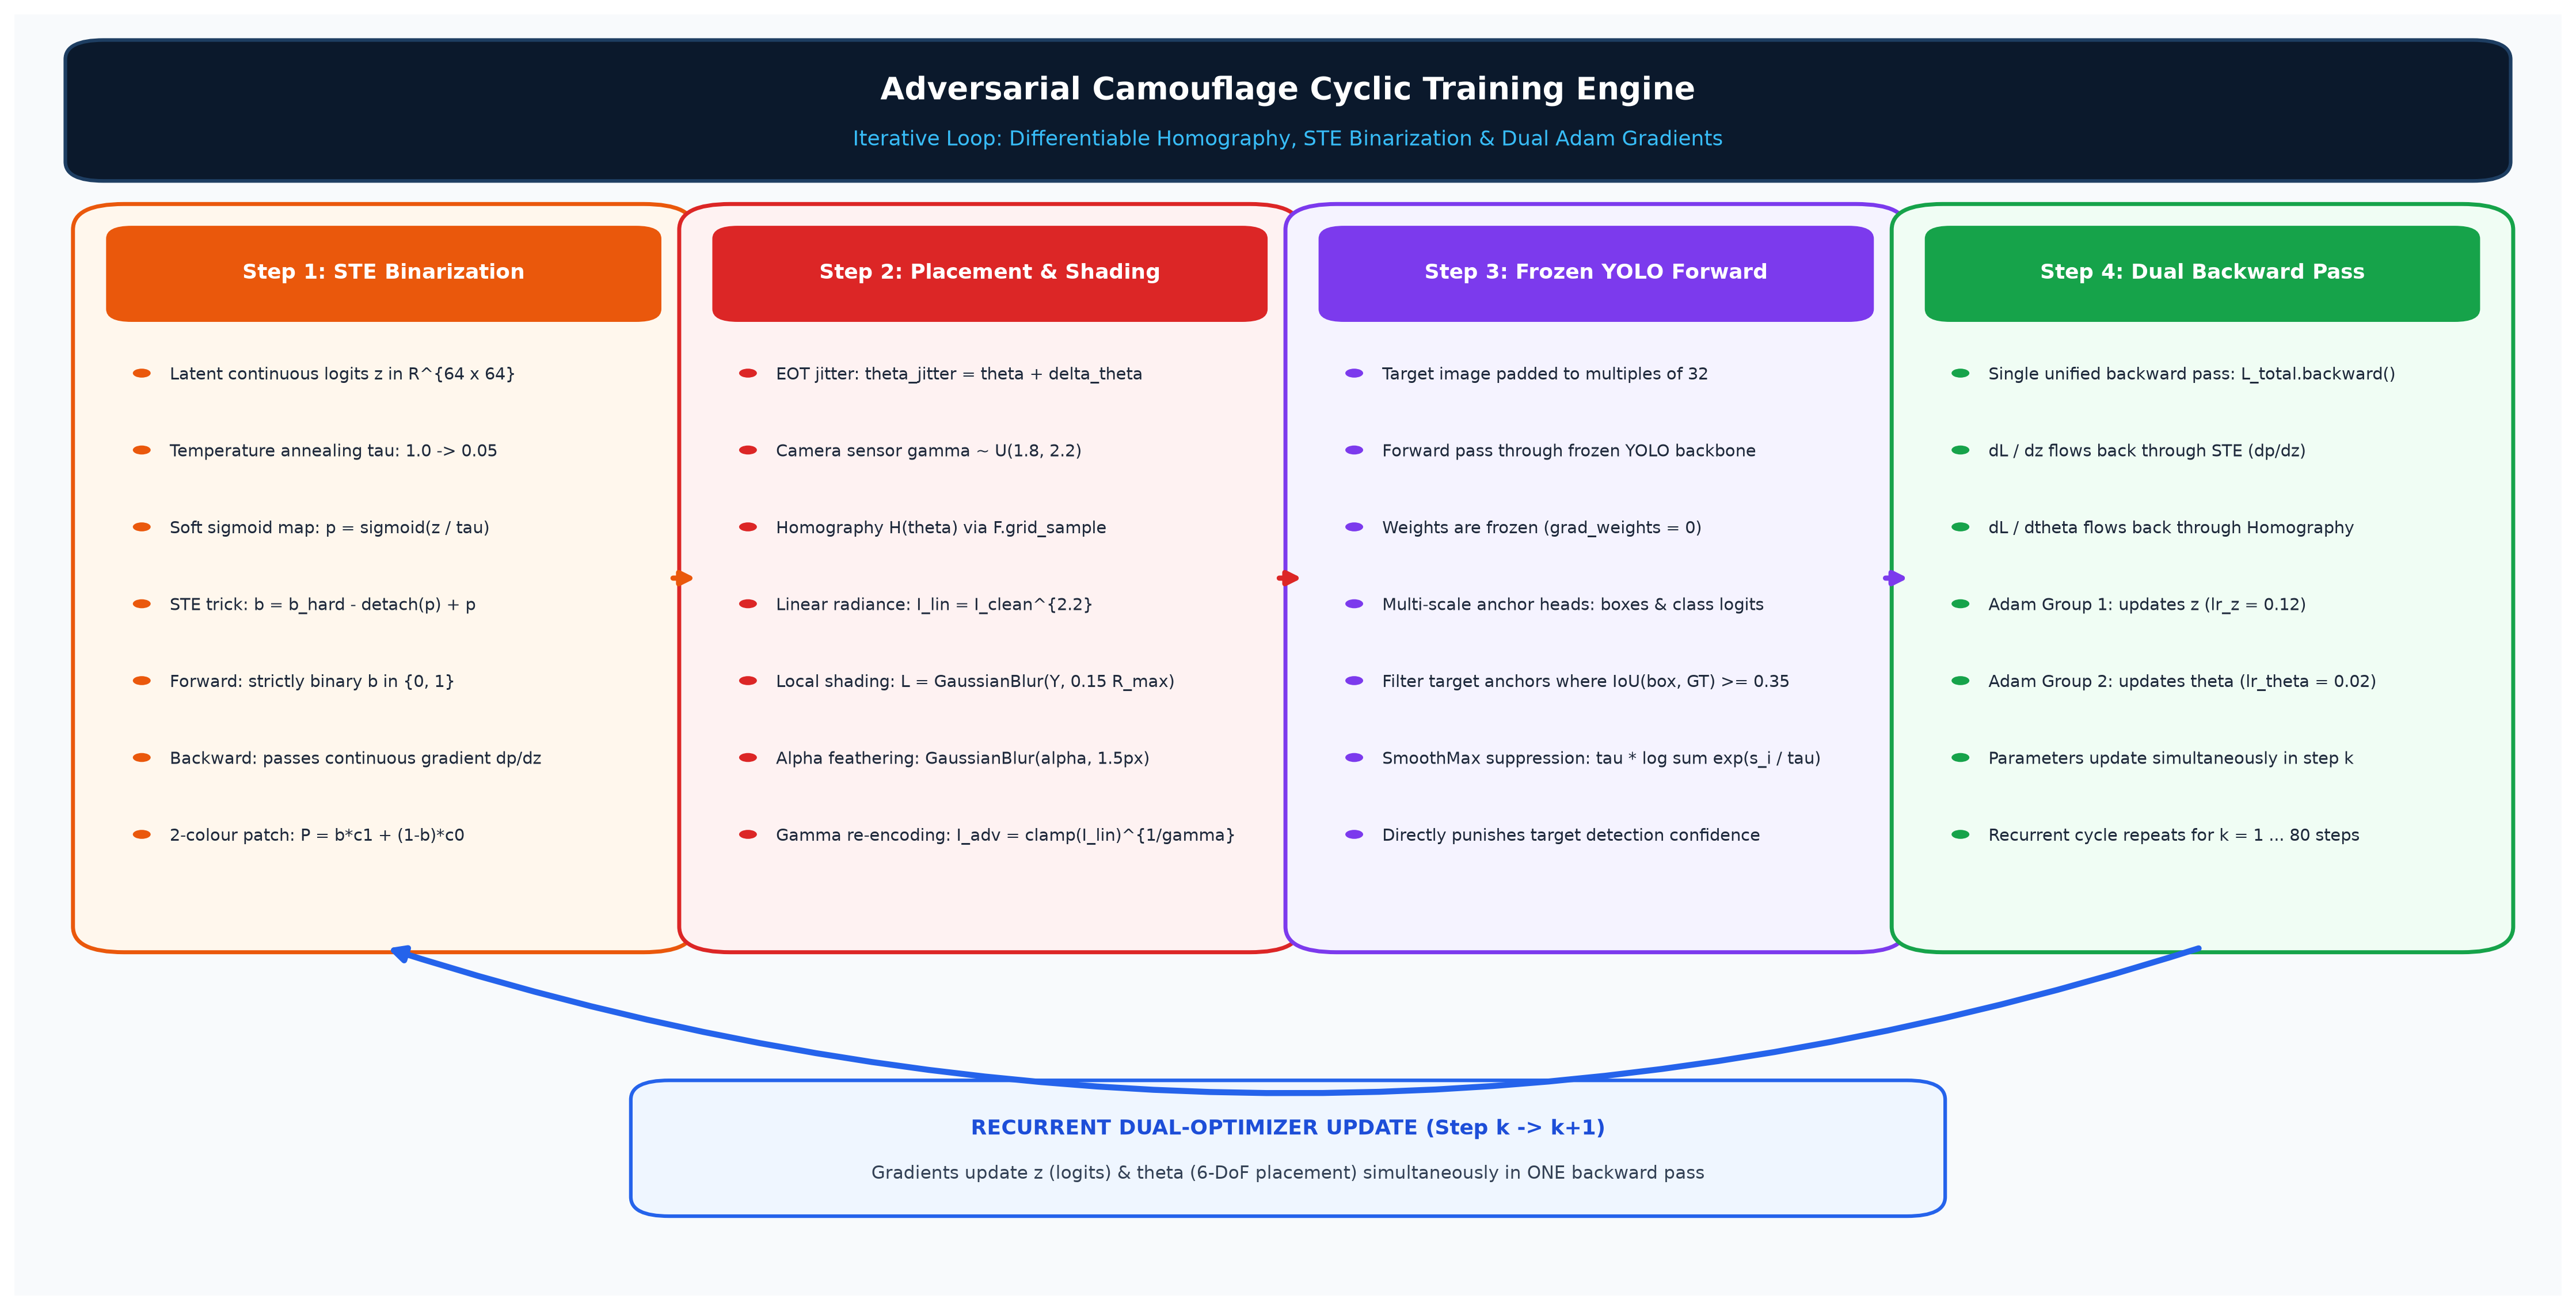 Adversarial Camouflage Cyclic Training Engine
Iterative Loop: Differentiable Homography, STE Binarization & Dual Adam Gradients
Step 1: STE Binarization
Latent continuous logits z in R^{64 x 64}
Temperature annealing tau: 1.0 -> 0.05
Soft sigmoid map: p = sigmoid(z / tau)
STE trick: b = b_hard - detach(p) + p
Forward: strictly binary b in {0, 1}
Backward: passes continuous gradient dp/dz
2-colour patch: P = b*c1 + (1-b)*c0
Step 2: Placement & Shading
EOT jitter: theta_jitter = theta + delta_theta
Camera sensor gamma ~ U(1.8, 2.2)
Homography H(theta) via F.grid_sample
Linear radiance: I_lin = I_clean^{2.2}
Local shading: L = GaussianBlur(Y, 0.15 R_max)
Alpha feathering: GaussianBlur(alpha, 1.5px)
Gamma re-encoding: I_adv = clamp(I_lin)^{1/gamma}
Step 3: Frozen YOLO Forward
Target image padded to multiples of 32
Forward pass through frozen YOLO backbone
Weights are frozen (grad_weights = 0)
Multi-scale anchor heads: boxes & class logits
Filter target anchors where IoU(box, GT) >= 0.35
SmoothMax suppression: tau * log sum exp(s_i / tau)
Directly punishes target detection confidence
Step 4: Dual Backward Pass
Single unified backward pass: L_total.backward()
dL / dz flows back through STE (dp/dz)
dL / dtheta flows back through Homography
Adam Group 1: updates z (lr_z = 0.12)
Adam Group 2: updates theta (lr_theta = 0.02)
Parameters update simultaneously in step k
Recurrent cycle repeats for k = 1 ... 80 steps
RECURRENT DUAL-OPTIMIZER UPDATE (Step k -> k+1)
Gradients update z (logits) & theta (6-DoF placement) simultaneously in ONE backward pass